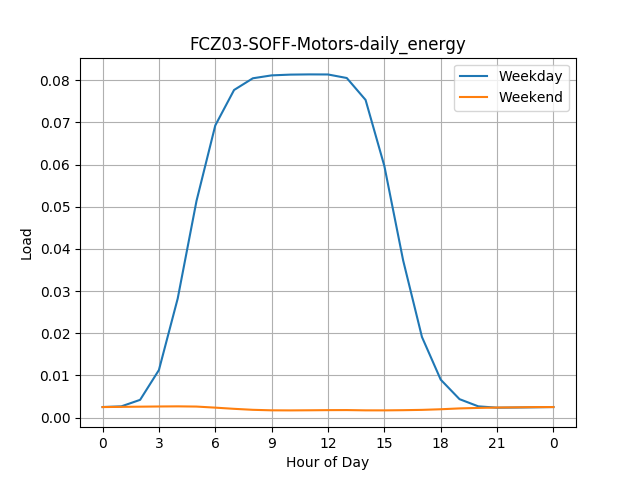 FCZ03-SOFF-Motors-daily_energy
Weekday
Weekend
0.08
0.07
0.06
0.05
0.04
0.03
0.02
0.01
0.00
Load
0 3 6 9 12 15 18 21 0
Hour of Day